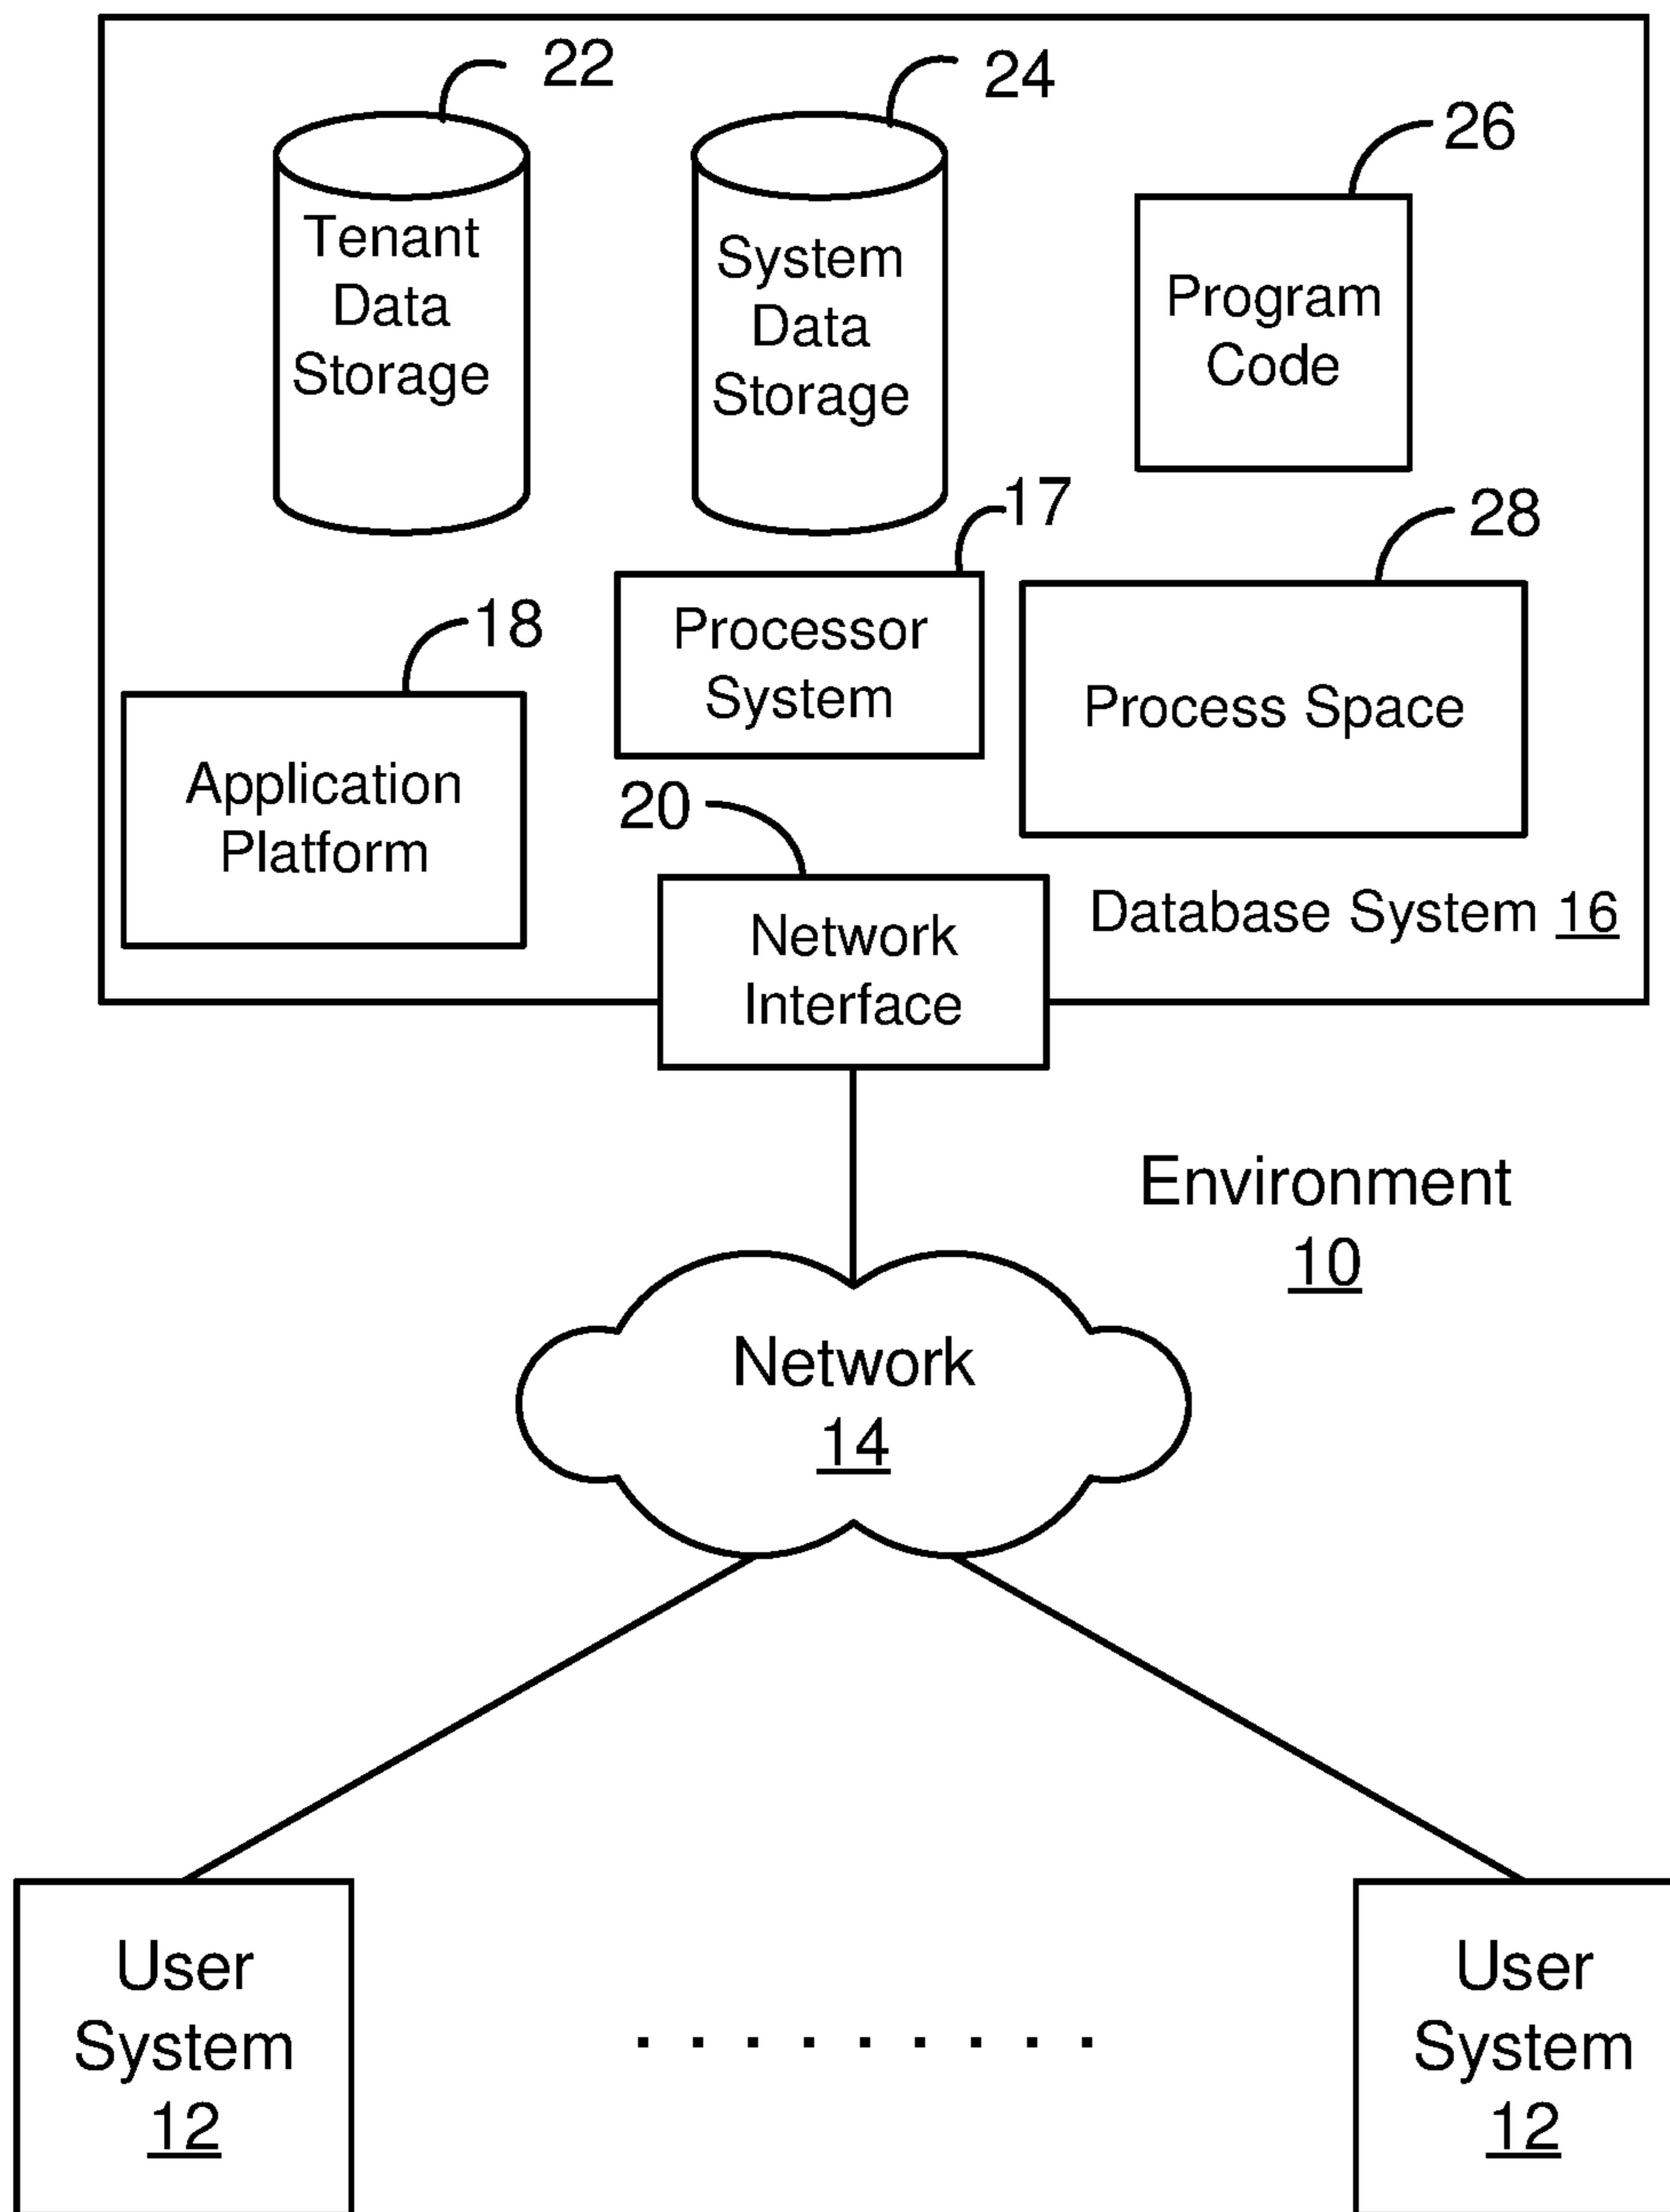 22
24
26
Tenant
Data
Storage
System
Data
Storage
Program
Code
17
28
18
Processor
System
Process Space
Application
Platform
20
Network
Interface
Database System 16
Environment
10
Network
14
User
System
12
. . . . . . . . .
User
System
12